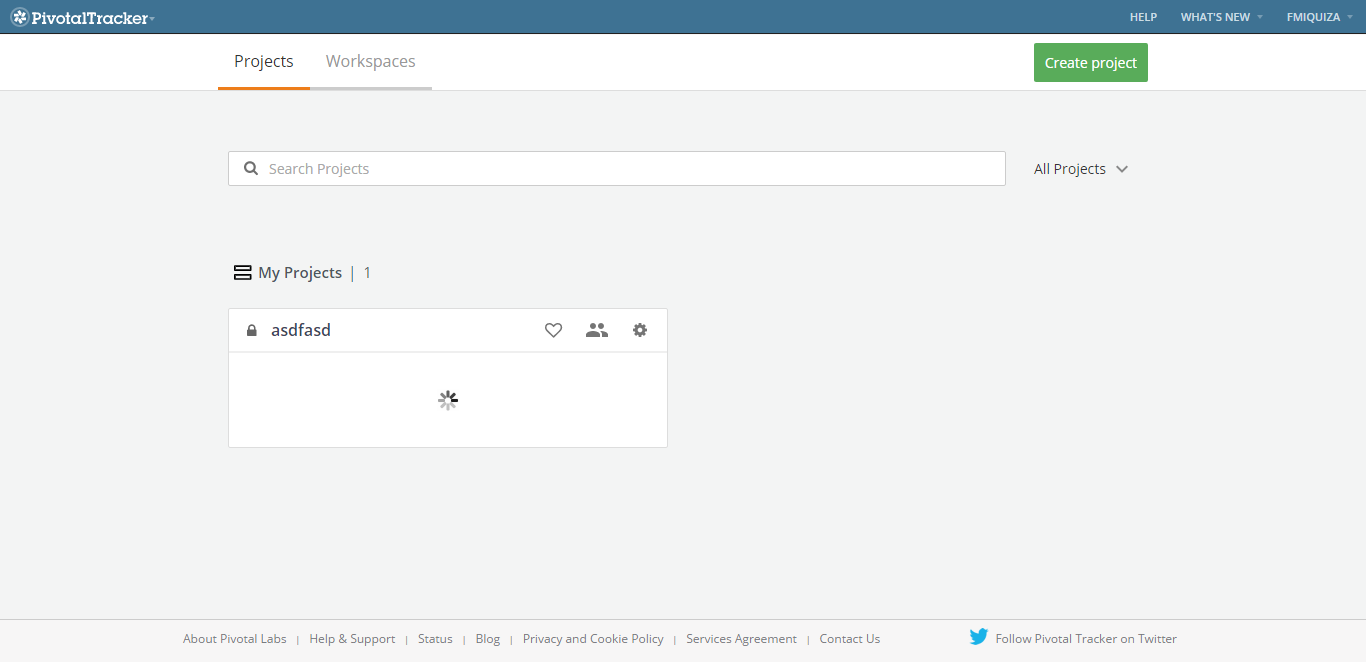 PivotalTracker
HELP WHAT'S NEW FMIQUIZA
Projects Workspaces
Create project
Search Projects
All Projects
My Projects | 1
asdfasd
About Pivotal Labs | Help & Support | Status | Blog | Privacy and Cookie Policy | Services Agreement | Contact Us
Follow Pivotal Tracker on Twitter